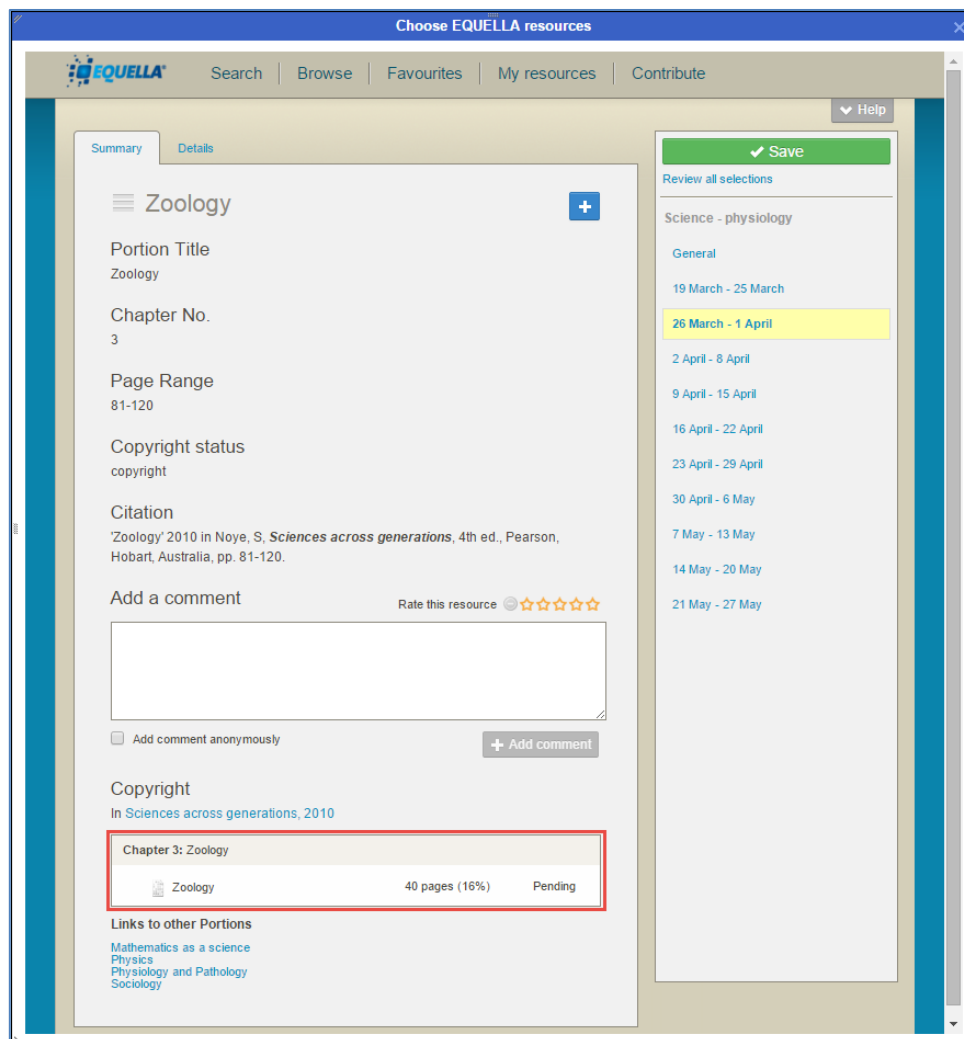 Choose EQUELLA resources
EQUELLA
Search
Browse
Favourites
My resources
Contribute
Help
Summary
Details
Zoology
Portion Title
Zoology
Chapter No.
3
Page Range
81-120
Copyright status
copyright
Citation
'Zoology' 2010 in Noye, S, Sciences across generations, 4th ed., Pearson,
Hobart, Australia, pp. 81-120.
Add a comment
Rate this resource
Add comment anonymously
Add comment
Copyright
In Sciences across generations, 2010
Chapter 3: Zoology
Zoology 40 pages (16%) Pending
Links to other Portions
Mathematics as a science
Physics
Physiology and Pathology
Sociology
Save
Review all selections
Science - physiology
General
19 March - 25 March
26 March - 1 April
2 April - 8 April
9 April - 15 April
16 April - 22 April
23 April - 29 April
30 April - 6 May
7 May - 13 May
14 May - 20 May
21 May - 27 May